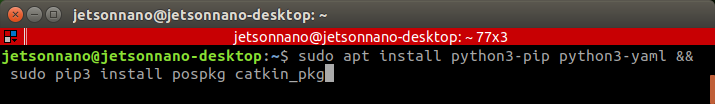 jetsonnano@jetsonnano-desktop: ~
jetsonnano@jetsonnano-desktop: ~ 77x3
jetsonnano@jetsonnano-desktop:~$ sudo apt install python3-pip python3-yaml &&
sudo pip3 install pospkg catkin_pkg